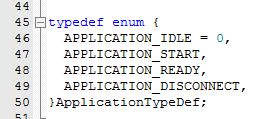 44
45 typedef enum {
46 APPLICATION_IDLE = 0,
47 APPLICATION_START,
48 APPLICATION_READY,
49 APPLICATION_DISCONNECT,
50 }ApplicationTypeDef;
51